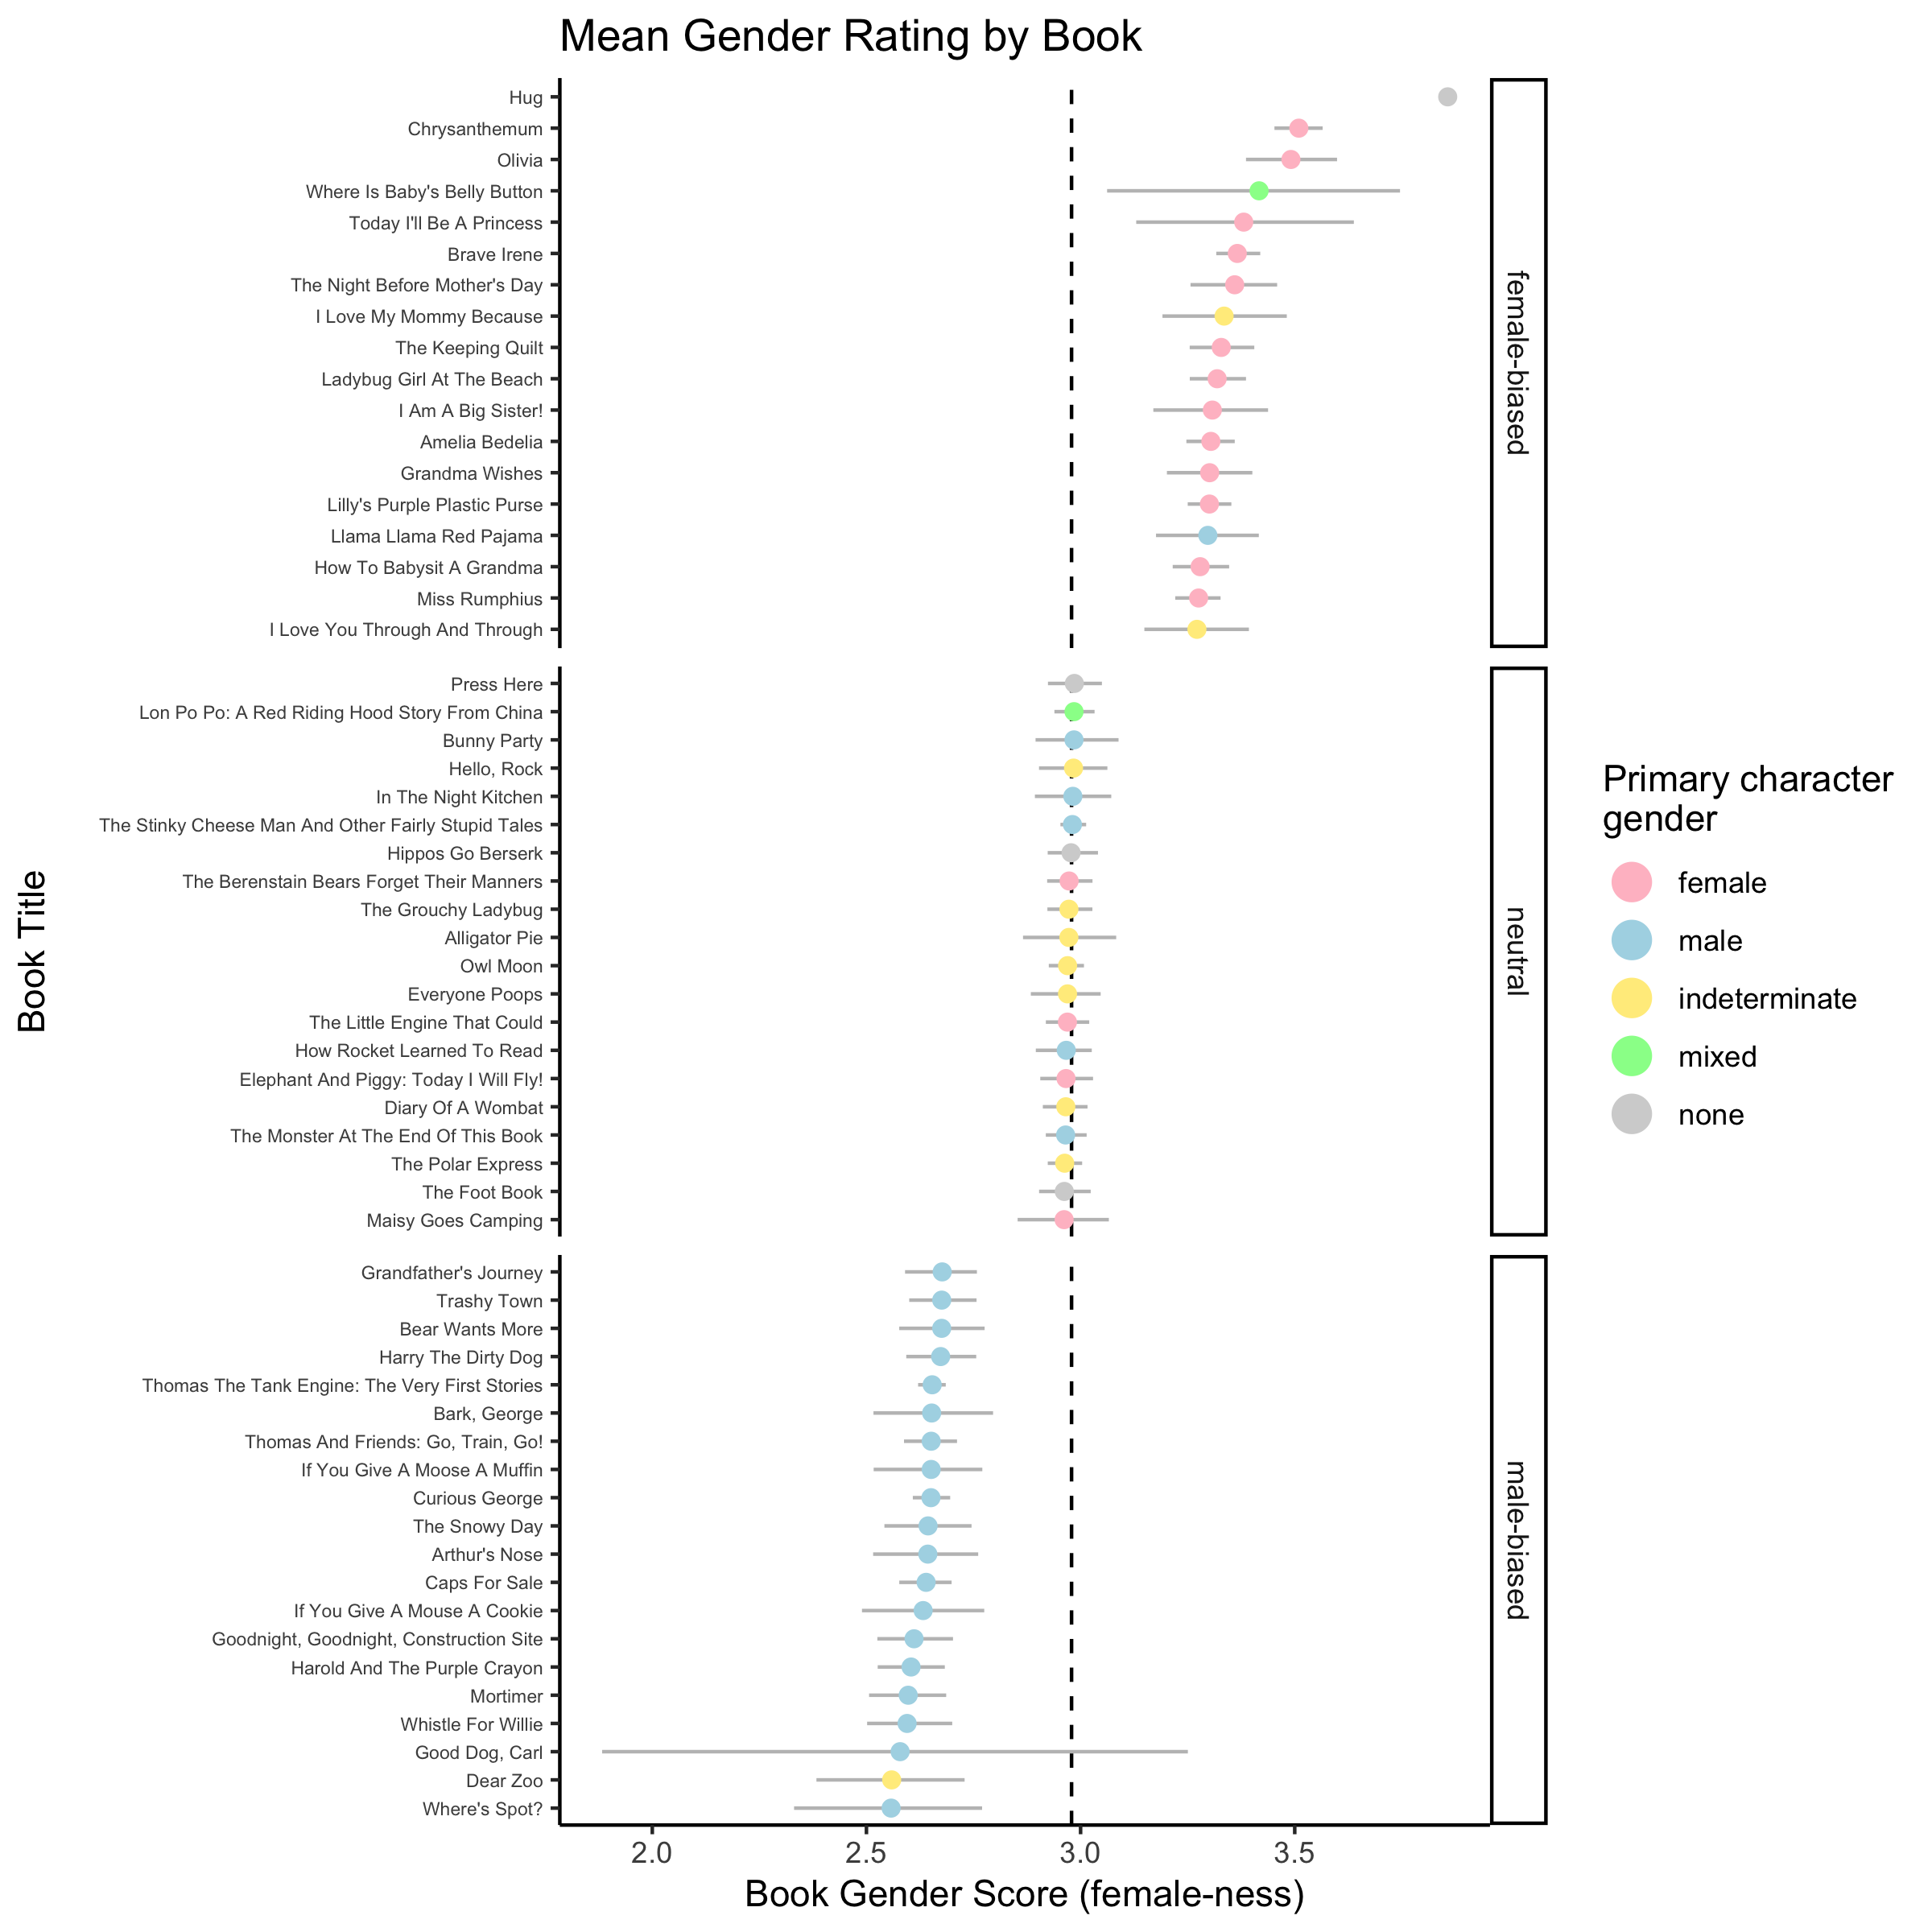 Mean Gender Rating by Book
Hug
Chrysanthemum
Olivia
Where Is Baby's Belly Button
Today I'll Be A Princess
Brave Irene
The Night Before Mother's Day
I Love My Mommy Because
The Keeping Quilt
Ladybug Girl At The Beach
I Am A Big Sister!
Amelia Bedelia
Grandma Wishes
Lilly's Purple Plastic Purse
Llama Llama Red Pajama
How To Babysit A Grandma
Miss Rumphius
I Love You Through And Through
female-biased
Press Here
Lon Po Po: A Red Riding Hood Story From China
Bunny Party
Hello, Rock
In The Night Kitchen
The Stinky Cheese Man And Other Fairly Stupid Tales
Hippos Go Berserk
The Berenstain Bears Forget Their Manners
The Grouchy Ladybug
Alligator Pie
Owl Moon
Everyone Poops
The Little Engine That Could
How Rocket Learned To Read
Elephant And Piggy: Today I Will Fly!
Diary Of A Wombat
The Monster At The End Of This Book
The Polar Express
The Foot Book
Maisy Goes Camping
neutral
Grandfather's Journey
Trashy Town
Bear Wants More
Harry The Dirty Dog
Thomas The Tank Engine: The Very First Stories
Bark, George
Thomas And Friends: Go, Train, Go!
If You Give A Moose A Muffin
Curious George
The Snowy Day
Arthur's Nose
Caps For Sale
If You Give A Mouse A Cookie
Goodnight, Goodnight, Construction Site
Harold And The Purple Crayon
Mortimer
Whistle For Willie
Good Dog, Carl
Dear Zoo
Where's Spot?
male-biased
Book Title
2.0 2.5 3.0 3.5
Book Gender Score (female-ness)
Primary character
gender
female
male
indeterminate
mixed
none